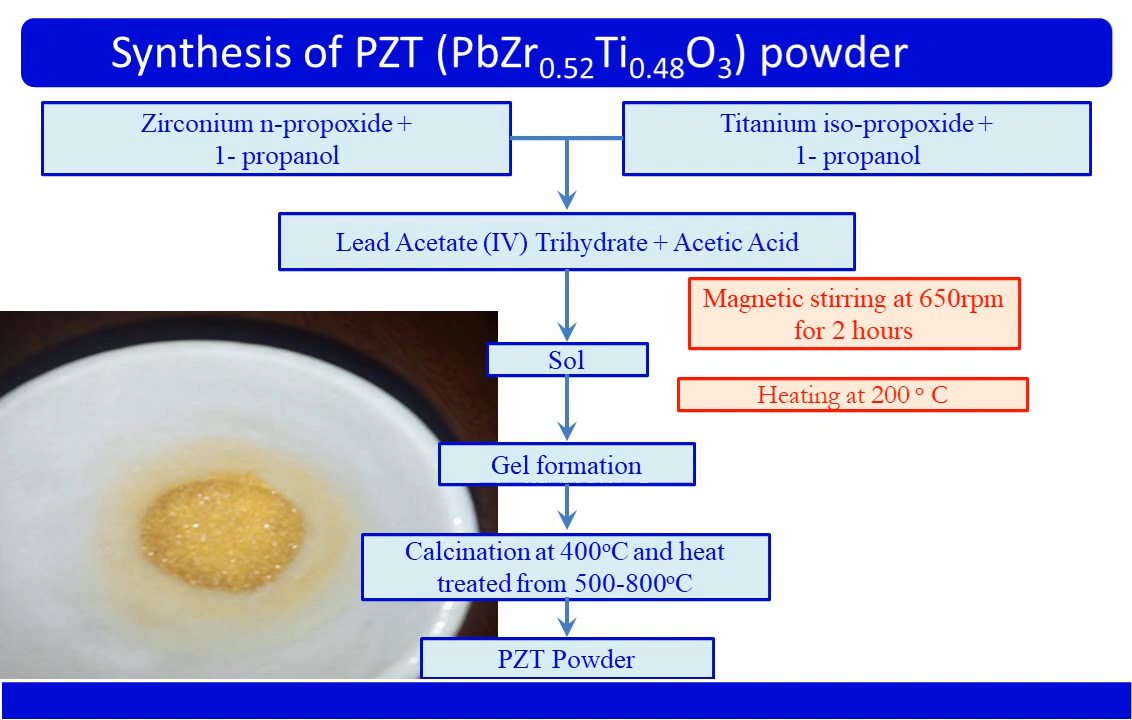 Synthesis of PZT (PbZr₀.₅₂Ti₀.₄₈O₃) powder
Zirconium n-propoxide +
1- propanol
Titanium iso-propoxide +
1- propanol
Lead Acetate (IV) Trihydrate + Acetic Acid
Magnetic stirring at 650rpm
for 2 hours
Sol
Heating at 200 ° C
Gel formation
Calcination at 400°C and heat
treated from 500-800°C
PZT Powder